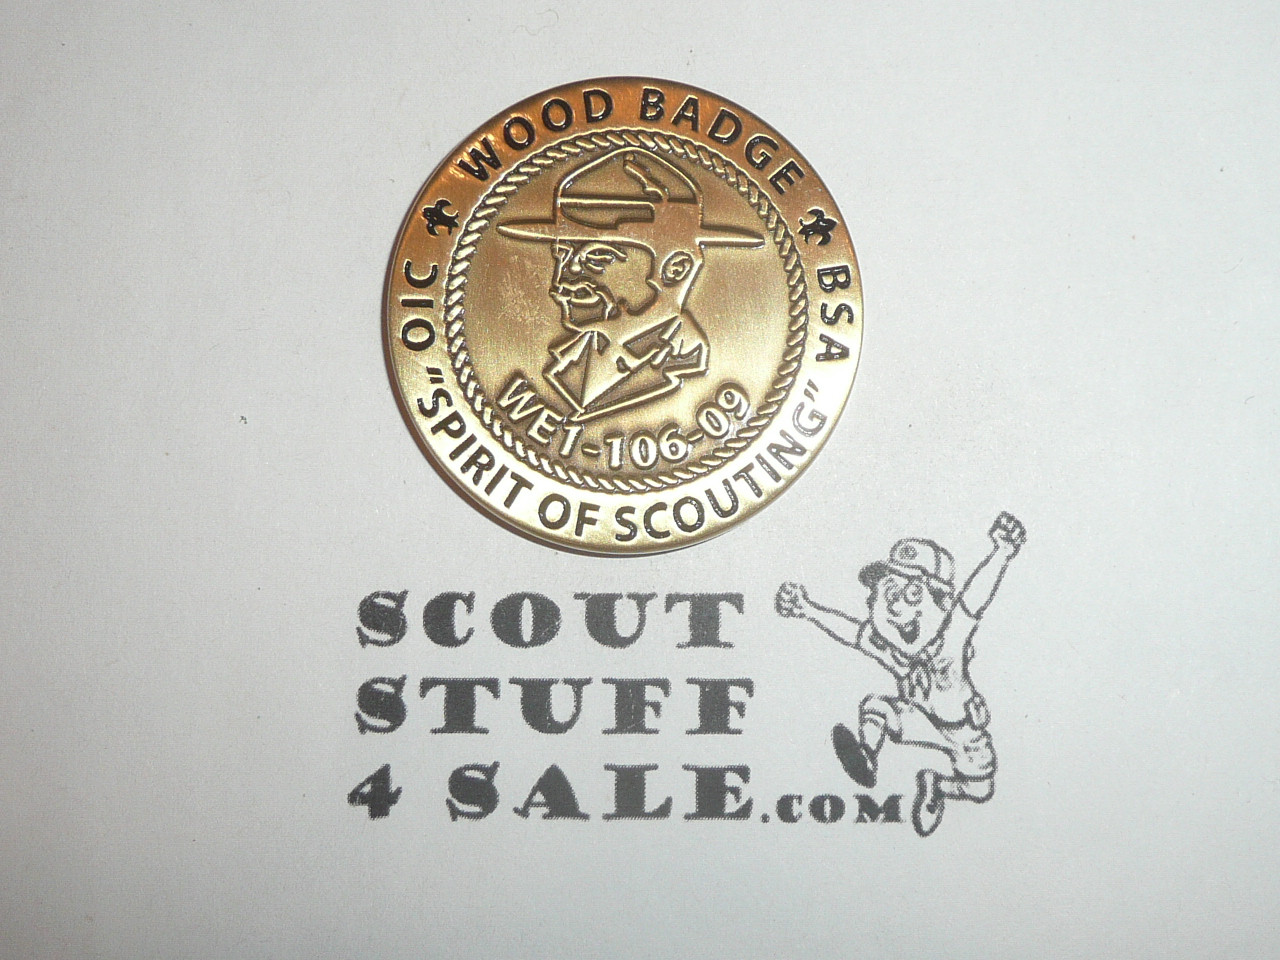 WOOD BADGE
BSA
"SPIRIT OF SCOUTING"
OIC
WE1-106-09
SCOUT
STUFF
4 SALE.COM